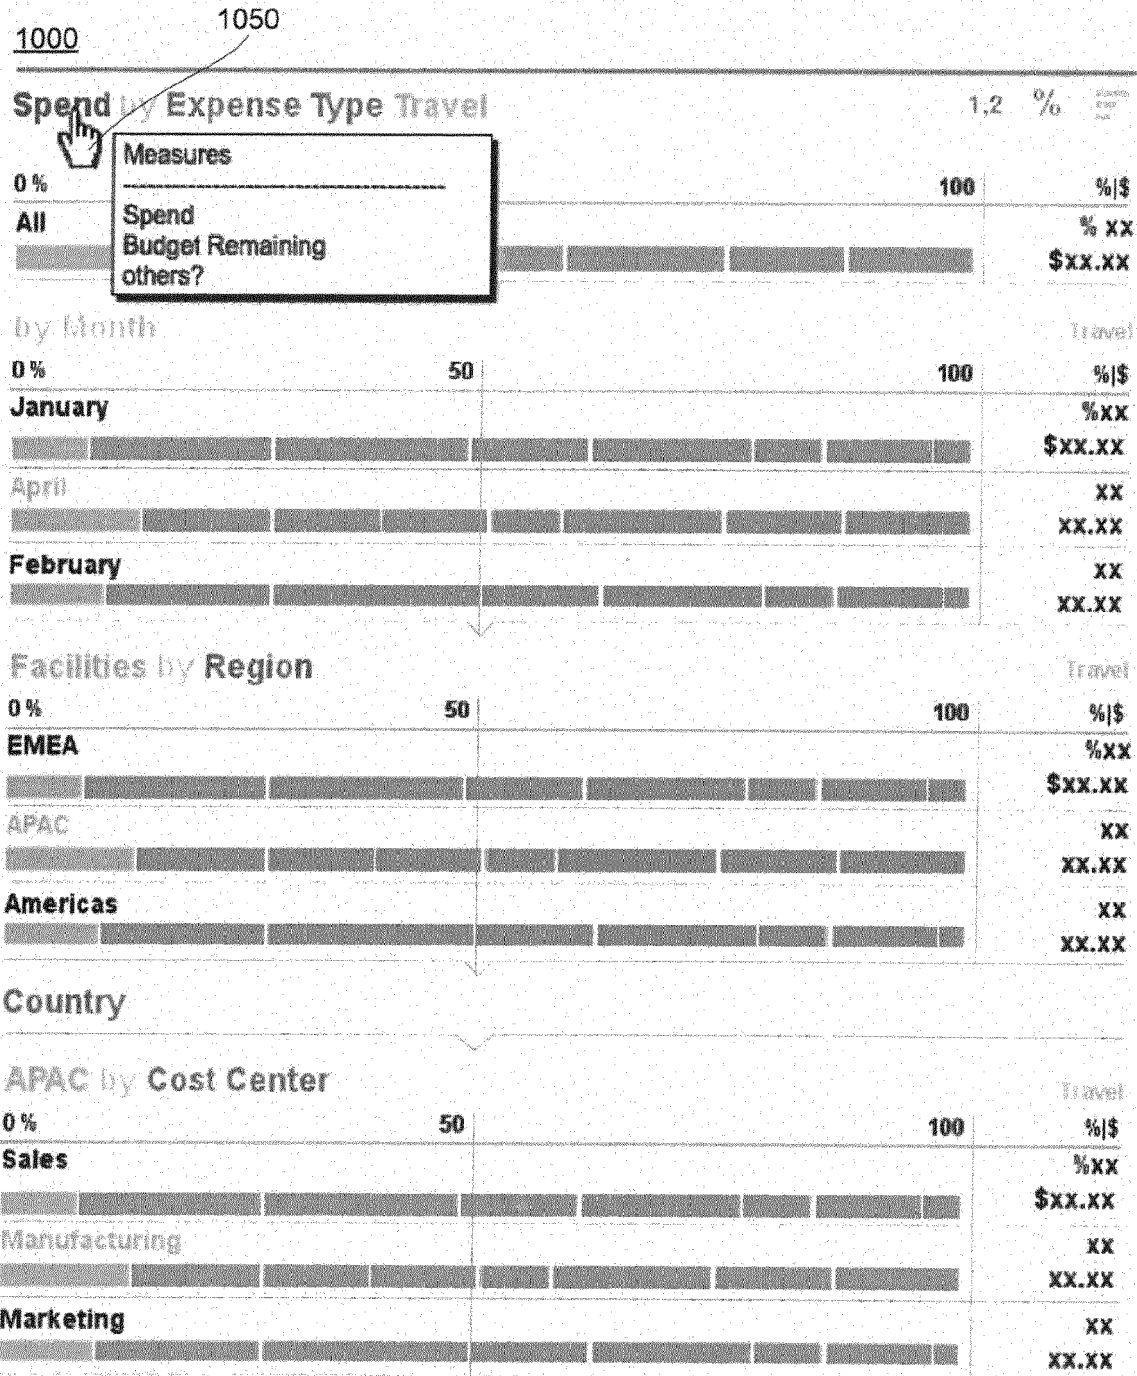 1050
1000
Spend by Expense Type Travel 1,2 %
Measures
--------------------------------
0 % 100 %|$
Spend
All % xx
Budget Remaining
$xx.xx
others?
by Month Travel
0 % 50 100 %|$
January %xx
$xx.xx
April xx
xx.xx
February xx
xx.xx
Facilities by Region Travel
0 % 50 100 %|$
EMEA %xx
$xx.xx
APAC xx
xx.xx
Americas xx
xx.xx
Country
APAC by Cost Center Travel
0 % 50 100 %|$
Sales %xx
$xx.xx
Manufacturing xx
xx.xx
Marketing xx
xx.xx